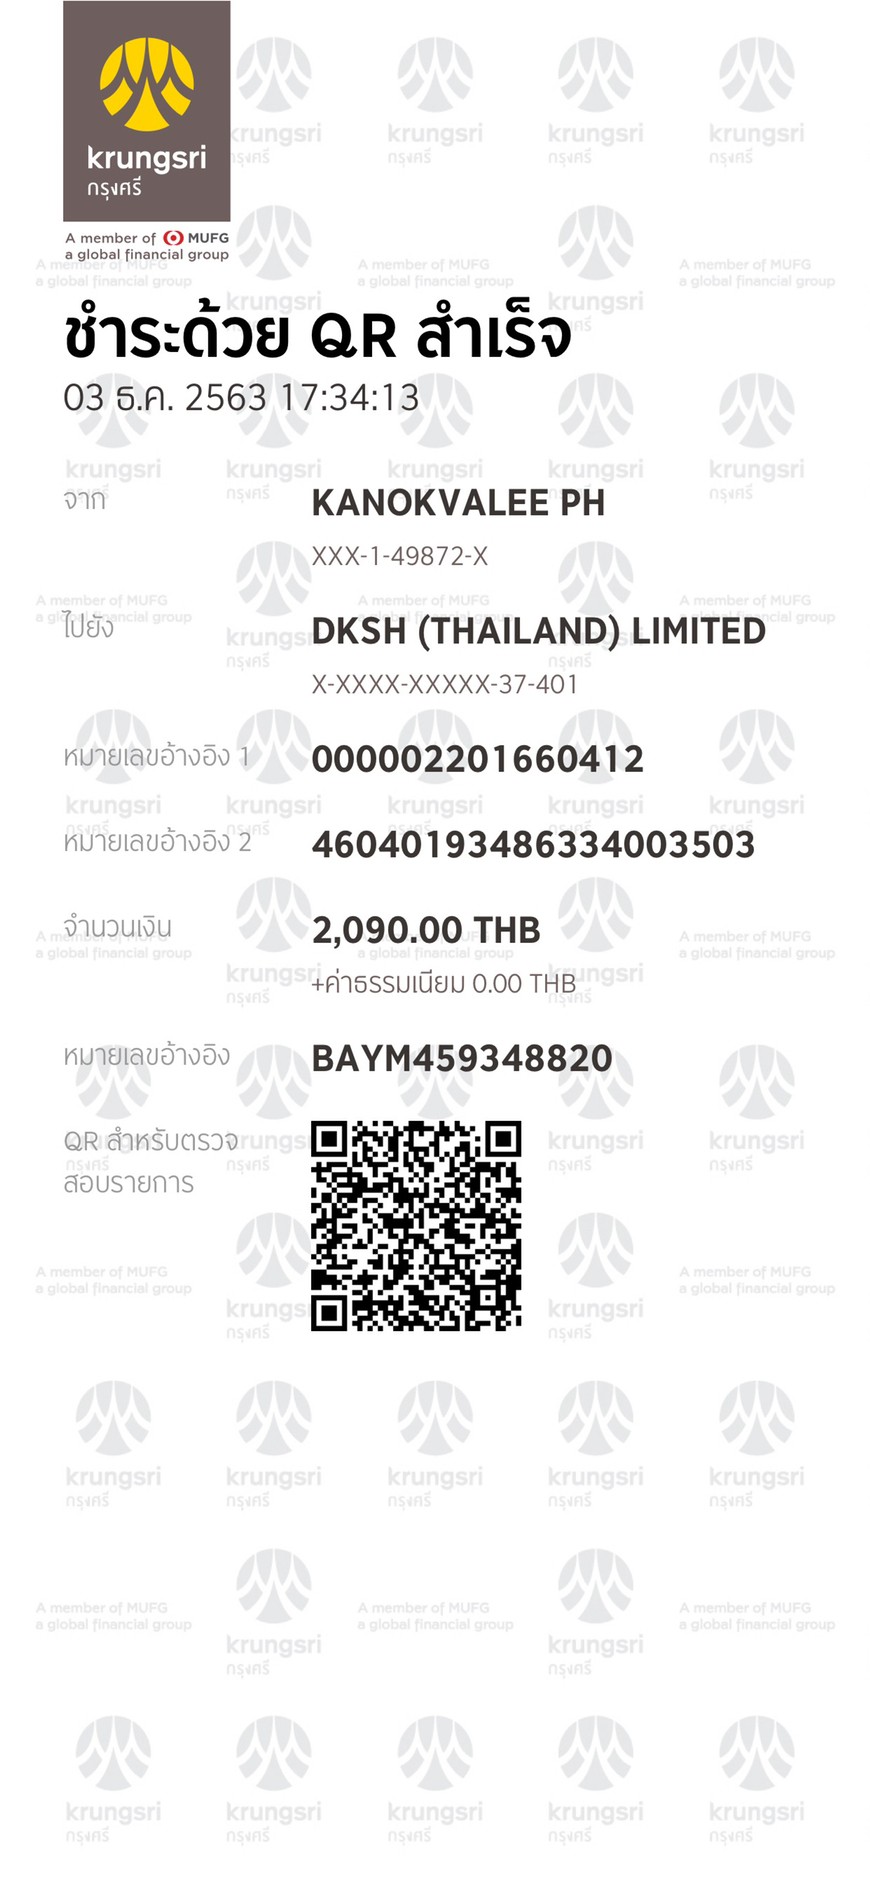 krungsri
กรุงศรี
A member of MUFG
a global financial group
ชำระด้วย QR สำเร็จ
03 ธ.ค. 2563 17:34:13
จาก KANOKVALEE PH
XXX-1-49872-X
ไปยัง DKSH (THAILAND) LIMITED
X-XXXX-XXXXX-37-401
หมายเลขอ้างอิง 1 000002201660412
หมายเลขอ้างอิง 2 46040193486334003503
จำนวนเงิน 2,090.00 THB
+ค่าธรรมเนียม 0.00 THB
หมายเลขอ้างอิง BAYM459348820
QR สำหรับตรวจ
สอบรายการ